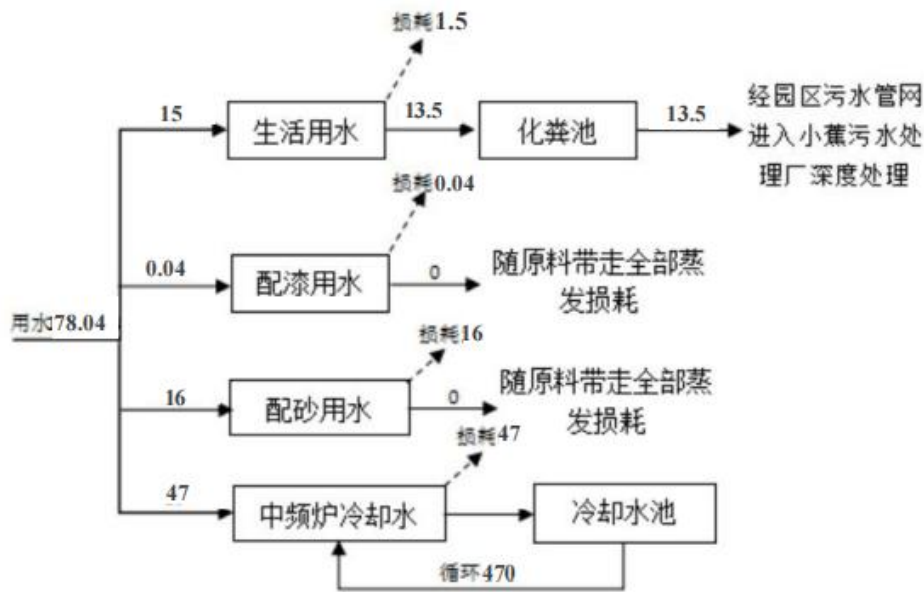 损耗1.5
15
生活用水
13.5
化粪池
13.5
经园区污水管网
进入小蕉污水处
理厂深度处理
损耗0.04
0.04
配漆用水
0
随原料带走全部蒸
发损耗
用水78.04
损耗16
16
配砂用水
0
随原料带走全部蒸
发损耗
损耗47
47
中频炉冷却水
冷却水池
循环470